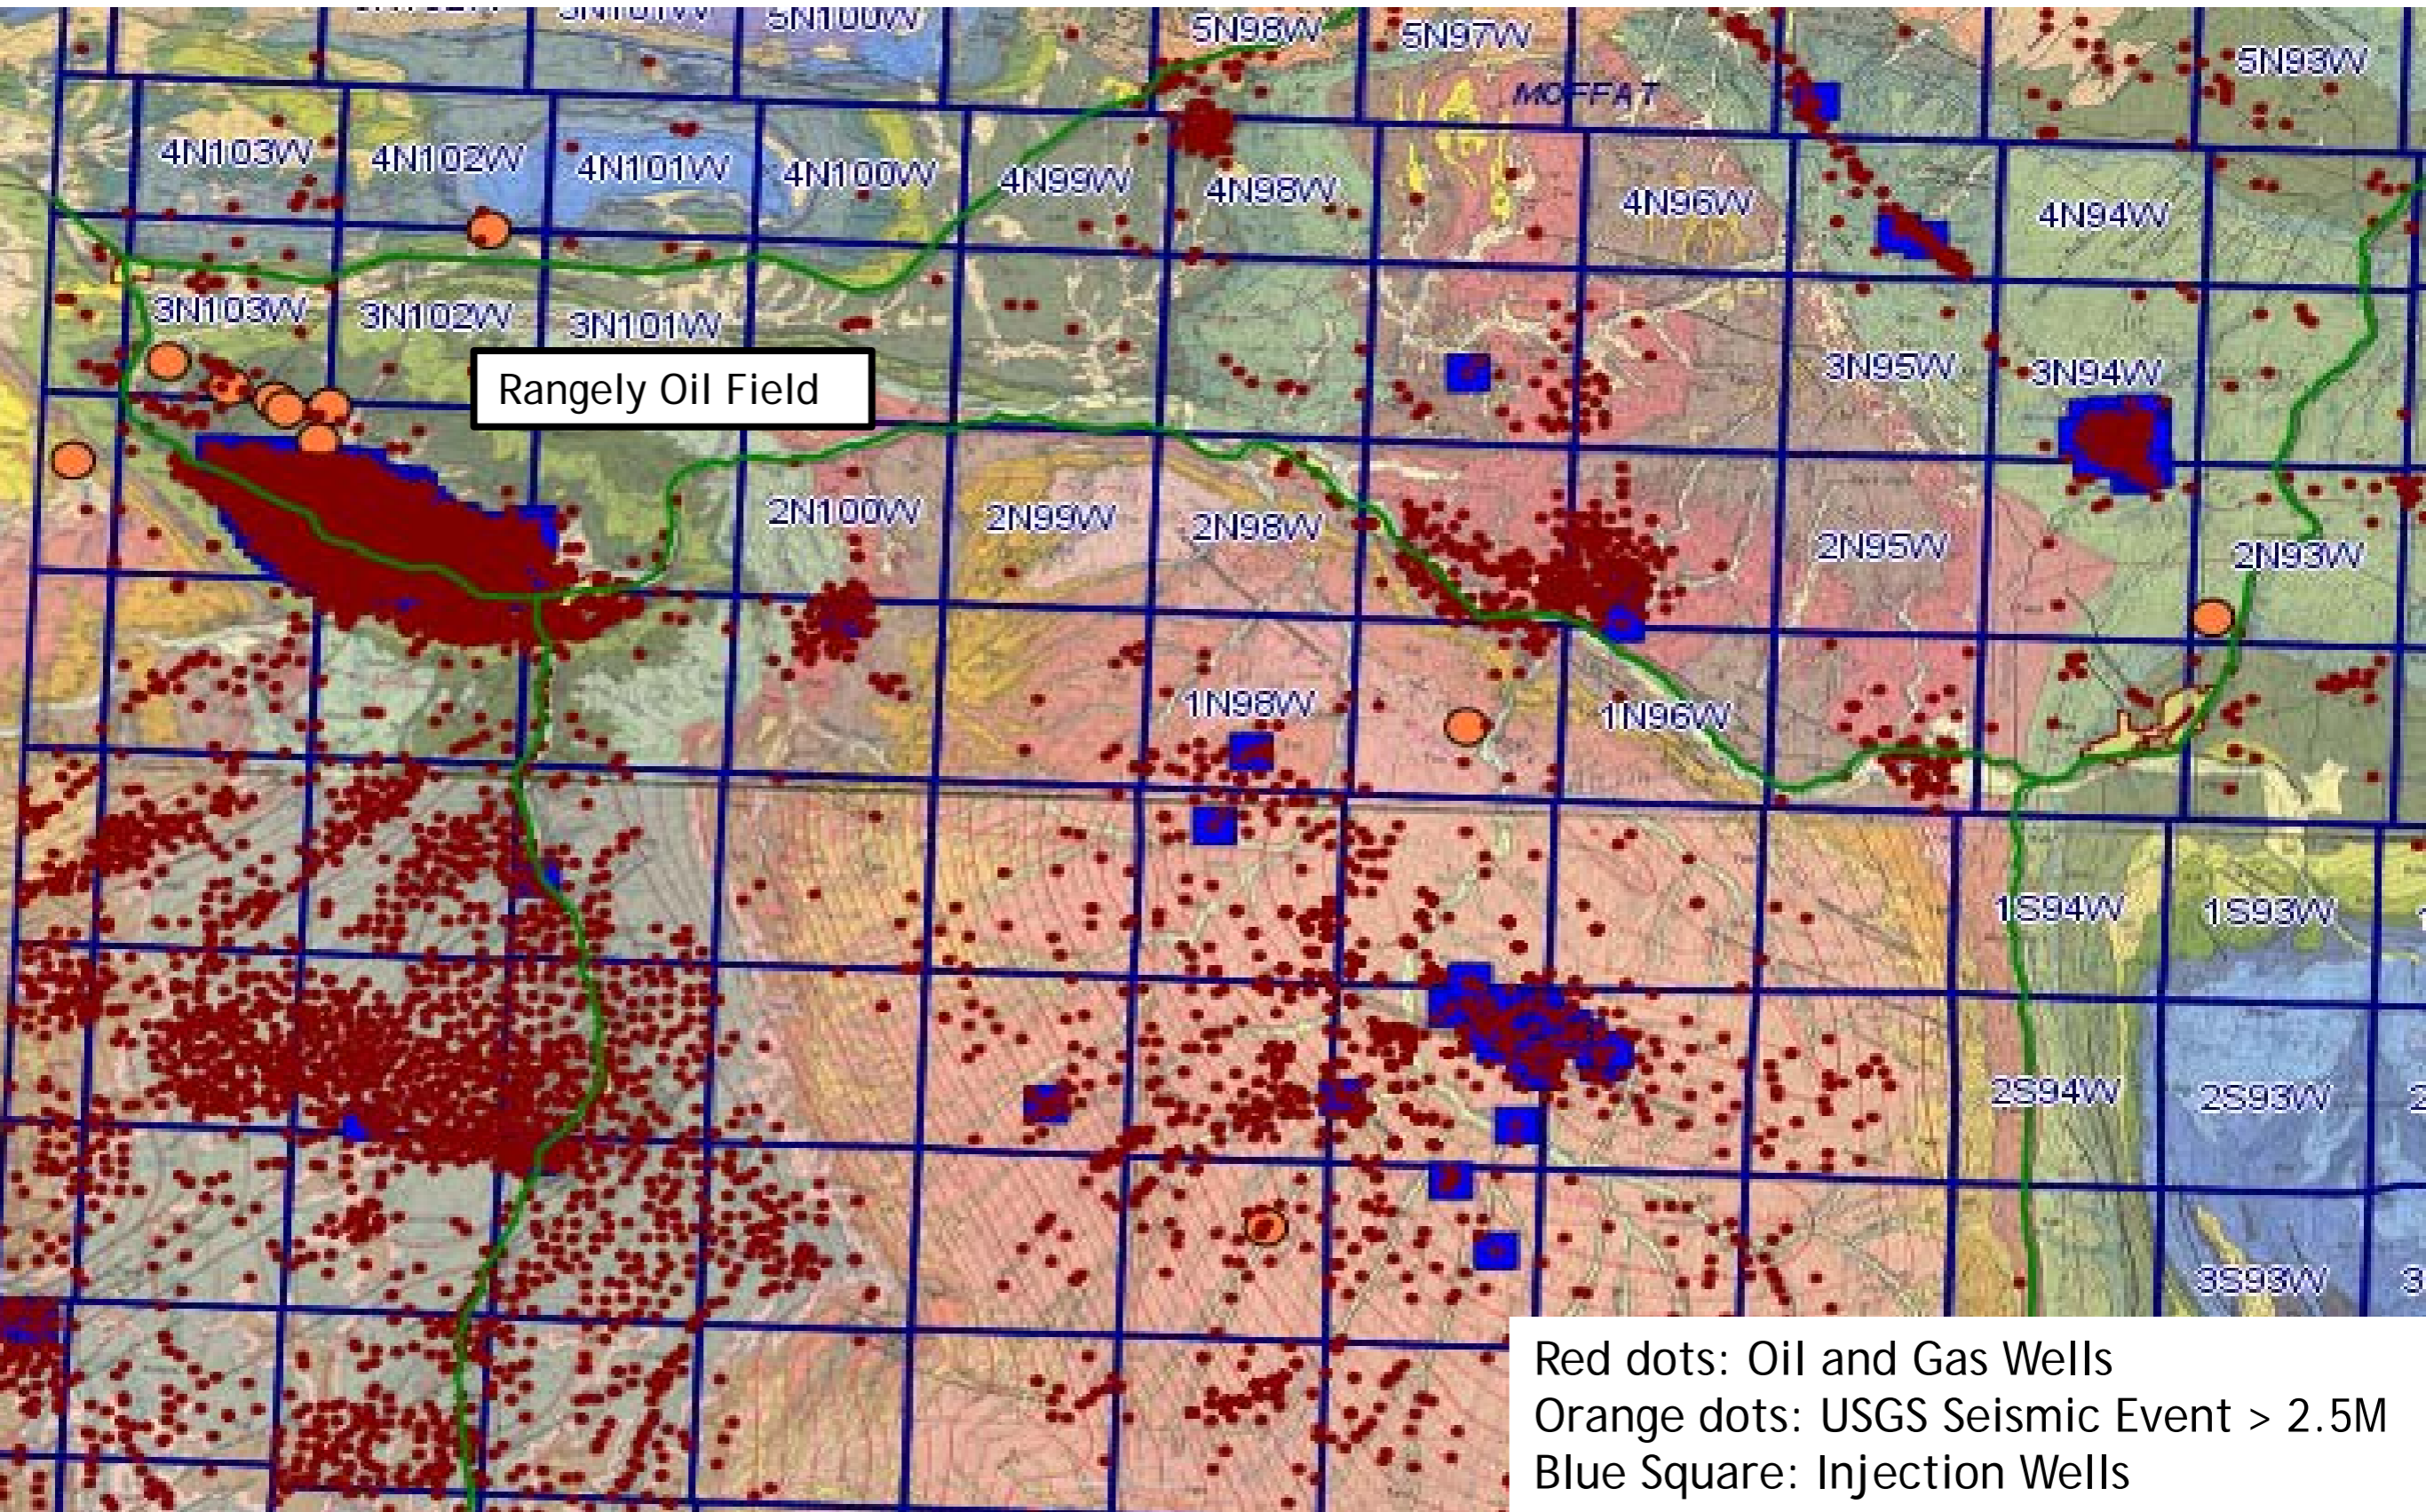 5N98W
5N97W
5N100W
5N93W
MOFFAT
4N103W
4N102W
4N101W
4N100W
4N99W
4N98W
4N96W
4N94W
3N103W
3N102W
3N101W
3N95W
3N94W
Rangely Oil Field
2N100W
2N99W
2N98W
2N95W
2N93W
1N98W
1N96W
1S94W
1S93W
2S94W
2S93W
3S93W
Red dots: Oil and Gas Wells
Orange dots: USGS Seismic Event > 2.5M
Blue Square: Injection Wells